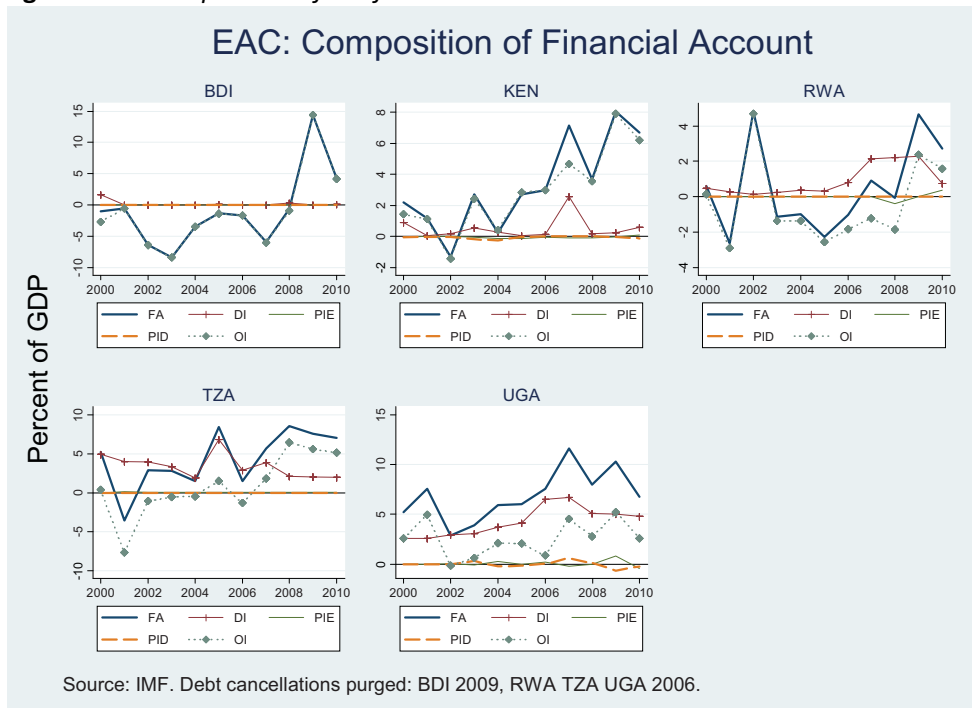 EAC: Composition of Financial Account
Percent of GDP
BDI
15
10
5
0
-5
-10
2000 2002 2004 2006 2008 2010
FA DI PIE
PID OI
KEN
8
6
4
2
0
-2
2000 2002 2004 2006 2008 2010
FA DI PIE
PID OI
RWA
4
2
0
-2
-4
2000 2002 2004 2006 2008 2010
FA DI PIE
PID OI
TZA
10
5
0
-5
-10
2000 2002 2004 2006 2008 2010
FA DI PIE
PID OI
UGA
15
10
5
0
2000 2002 2004 2006 2008 2010
FA DI PIE
PID OI
Source: IMF. Debt cancellations purged: BDI 2009, RWA TZA UGA 2006.